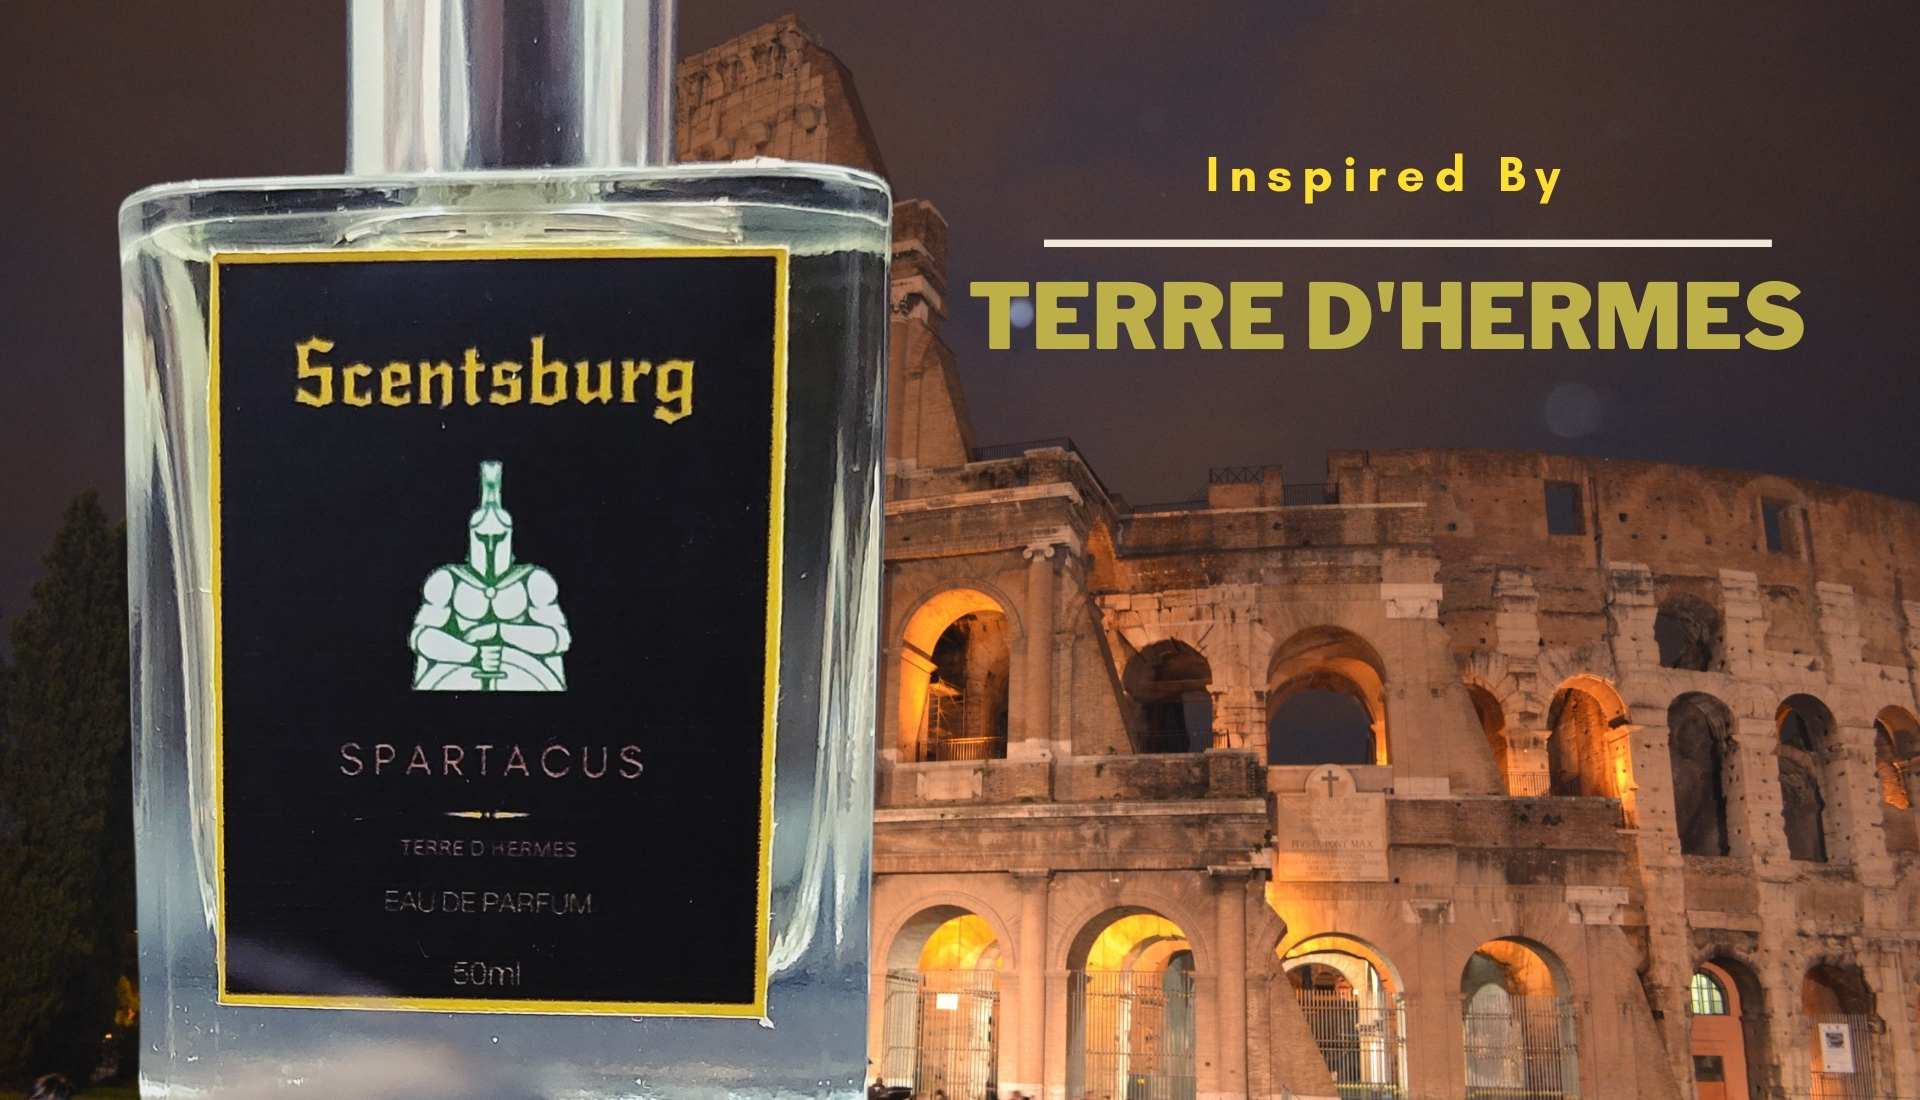 Scentsburg
SPARTACUS
TERRE D'HERMES
EAU DE PARFUM
50ml
Inspired By
TERRE D'HERMES